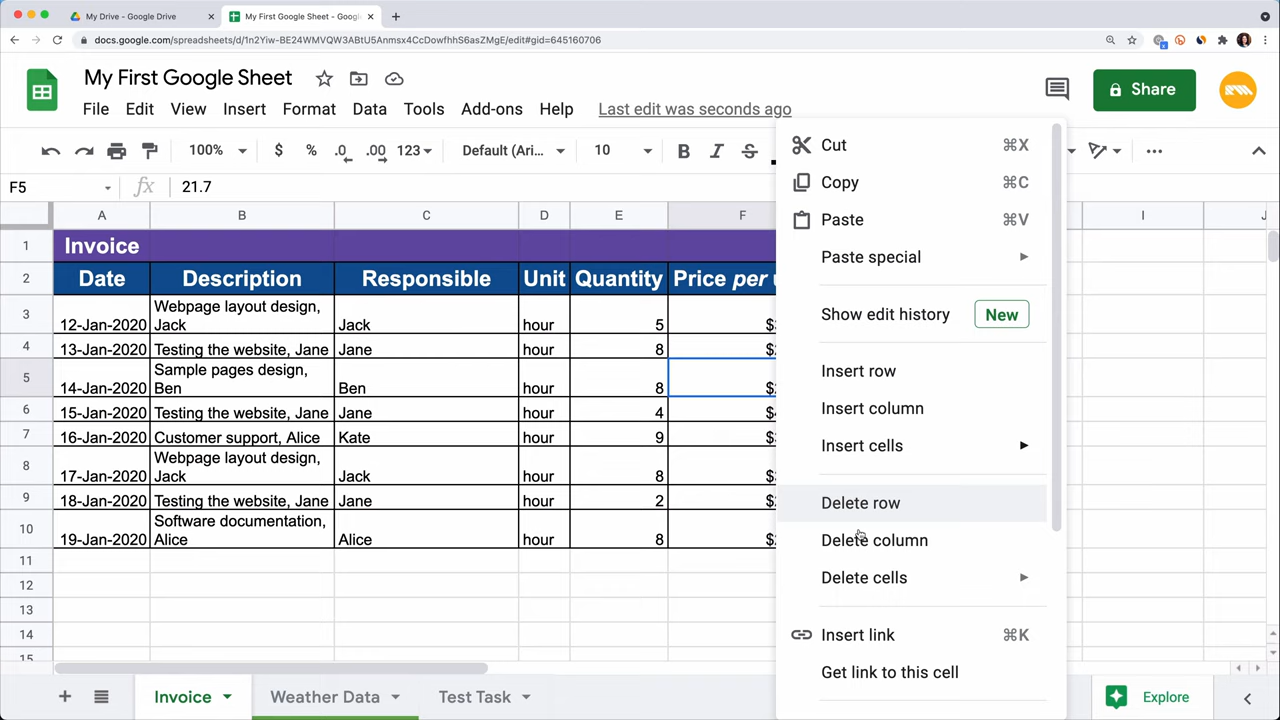 My Drive - Google Drive
My First Google Sheet - Googl
docs.google.com/spreadsheets/d/1n2Yiw-BE24WMVQW3ABtU5Anmsx4CcDowfhhS6asZMgE/edit#gid=645160706
My First Google Sheet
File Edit View Insert Format Data Tools Add-ons Help Last edit was seconds ago
Share
100% $ % .0 .00 123 Default (Ari... 10 B I S
F5 fx 21.7
A B C D E F I J
1 Invoice
2 Date Description Responsible Unit Quantity Price per u
3 12-Jan-2020 Webpage layout design, Jack Jack hour 5
4 13-Jan-2020 Testing the website, Jane Jane hour 8
5 14-Jan-2020 Sample pages design, Ben Ben hour 8
6 15-Jan-2020 Testing the website, Jane Jane hour 4
7 16-Jan-2020 Customer support, Alice Kate hour 9
8 17-Jan-2020 Webpage layout design, Jack Jack hour 8
9 18-Jan-2020 Testing the website, Jane Jane hour 2
10 19-Jan-2020 Software documentation, Alice Alice hour 8
11
12
13
14
15
Cut ⌘X
Copy ⌘C
Paste ⌘V
Paste special
Show edit history New
Insert row
Insert column
Insert cells
Delete row
Delete column
Delete cells
Insert link ⌘K
Get link to this cell
Invoice Weather Data Test Task
Explore